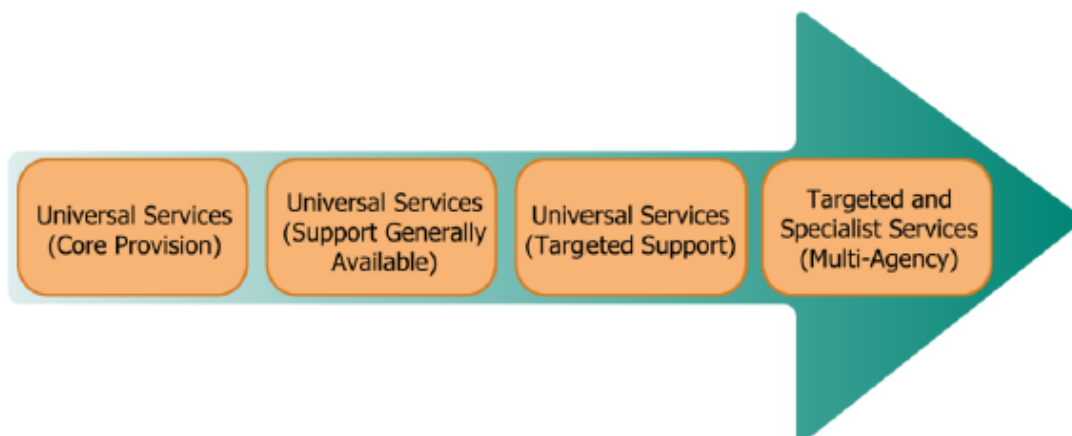 Universal Services
(Core Provision)
Universal Services
(Support Generally
Available)
Universal Services
(Targeted Support)
Targeted and
Specialist Services
(Multi-Agency)